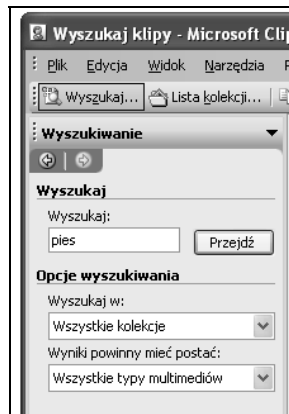 Wyszukaj klipy - Microsoft Cli
Plik Edycja Widok Narzędzia
Wyszukaj... Lista kolekcji...
Wyszukiwanie
Wyszukaj
Wyszukaj:
pies Przejdź
Opcje wyszukiwania
Wyszukaj w:
Wszystkie kolekcje
Wyniki powinny mieć postać:
Wszystkie typy multimediów